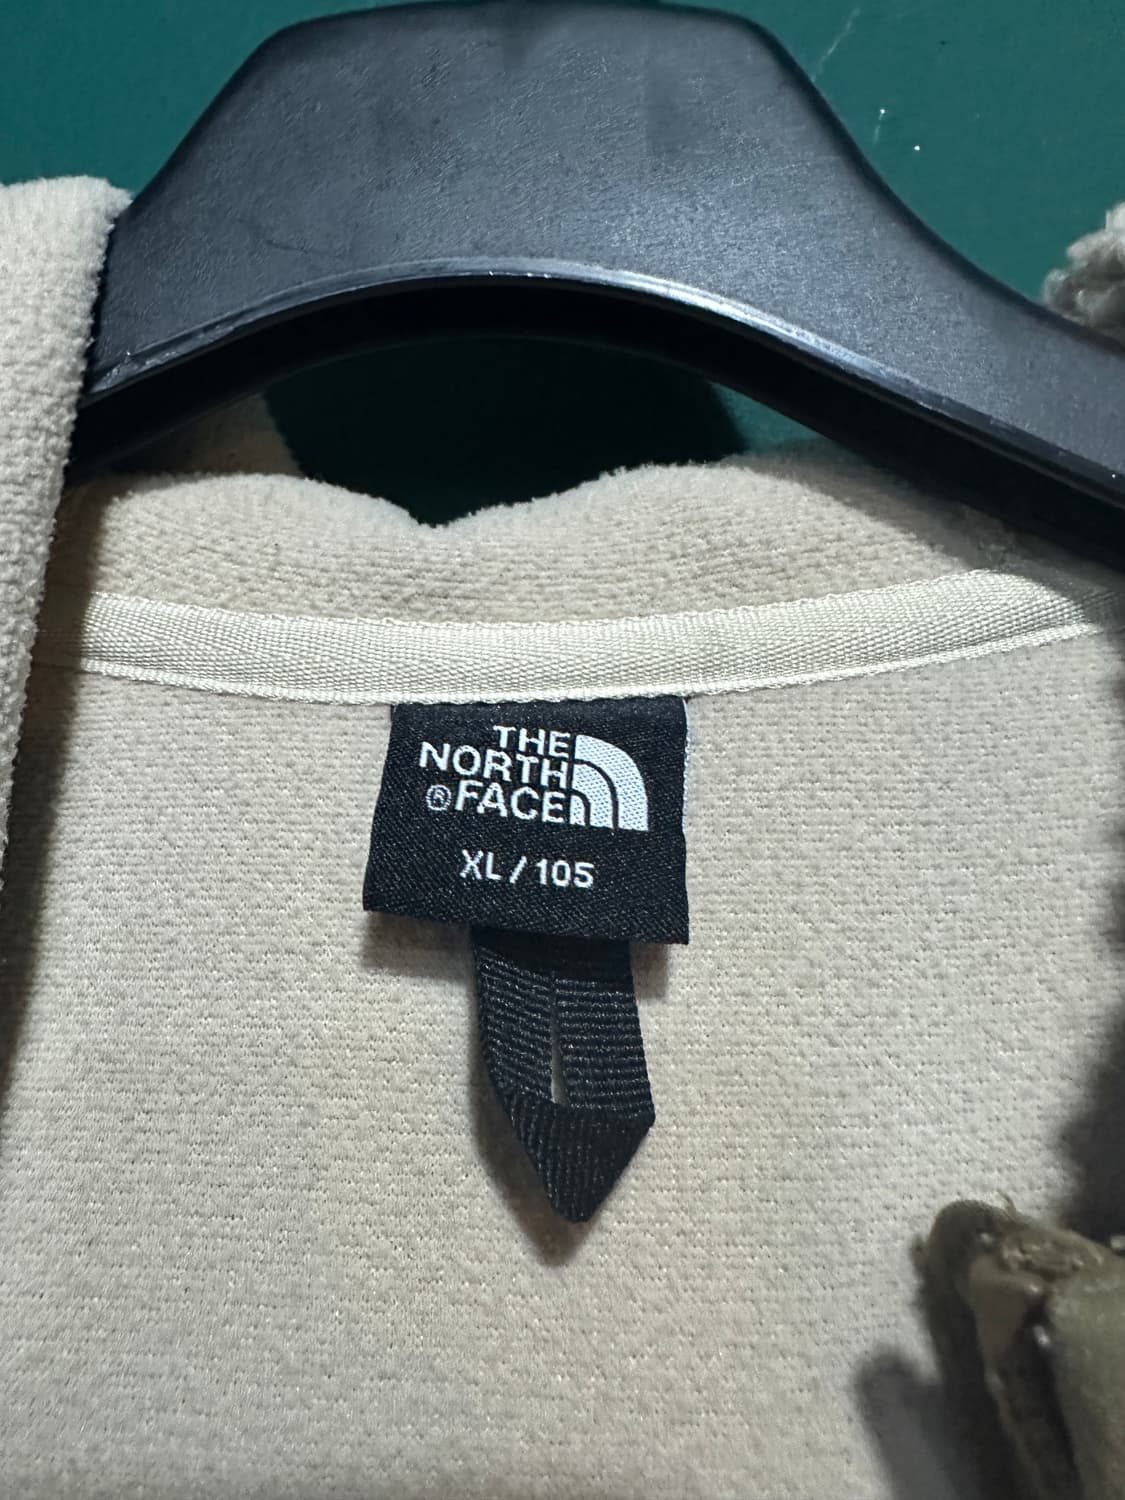 THE
NORTH
® FACE
XL / 105